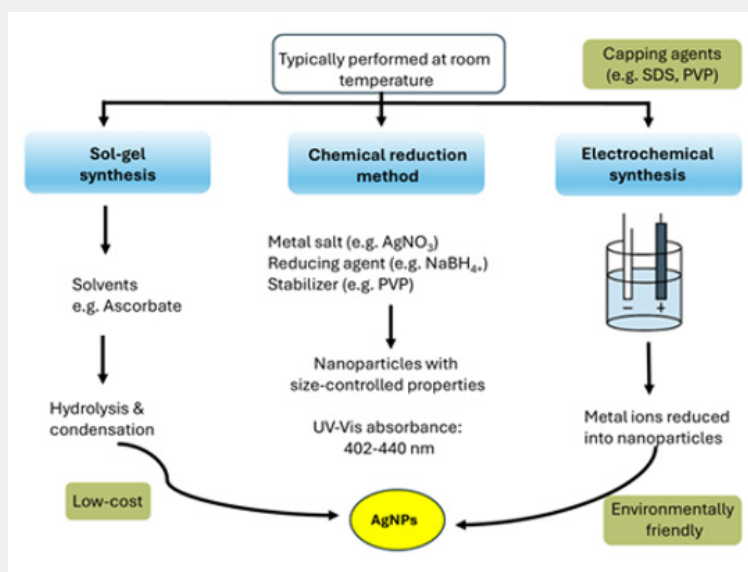 Typically performed at room
temperature
Capping agents
(e.g. SDS, PVP)
Sol-gel
synthesis
Chemical reduction
method
Electrochemical
synthesis
Solvents
e.g. Ascorbate
Hydrolysis &
condensation
Low-cost
Metal salt (e.g. AgNO₃)
Reducing agent (e.g. NaBH₄,)
Stabilizer (e.g. PVP)
Nanoparticles with
size-controlled properties
UV-Vis absorbance:
402-440 nm
− +
Metal ions reduced
into nanoparticles
Environmentally
friendly
AgNPs